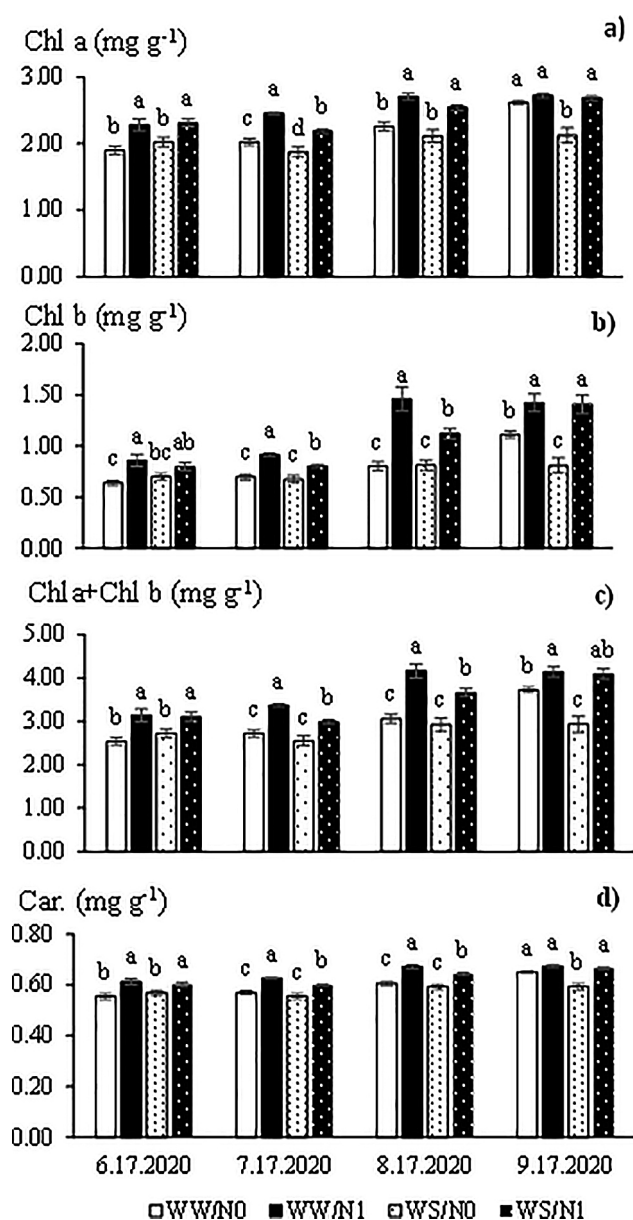 a)
Chl a (mg g-1)
3.00
2.00
1.00
0.00
b a b a
c a d b
b a b a
a a b a
b)
Chl b (mg g-1)
2.00
1.50
1.00
0.50
0.00
c a bc ab
c a c b
c a c b
b a c a
c)
Chl a+Chl b (mg g-1)
5.00
4.00
3.00
2.00
1.00
0.00
b a b a
c a c b
c a c b
b a c ab
d)
Car. (mg g-1)
0.80
0.60
0.40
0.20
0.00
b a b a
c a c b
c a c b
a a b a
6.17.2020 7.17.2020 8.17.2020 9.17.2020
WW/N0 WW/N1 WS/N0 WS/N1